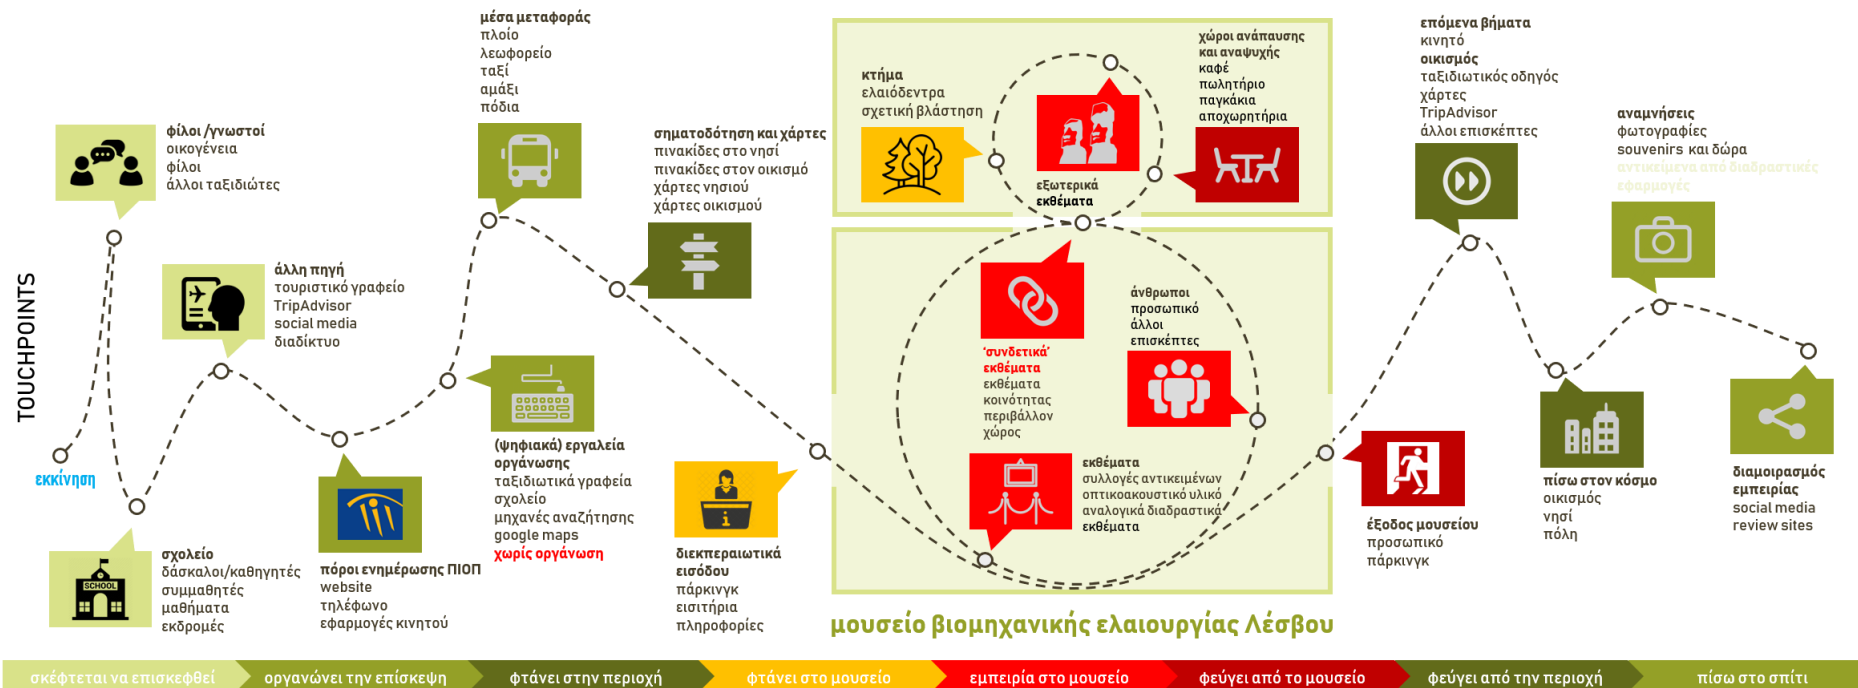 TOUCHPOINTS
εκκίνηση
φίλοι /γνωστοί
οικογένεια
φίλοι
άλλοι ταξιδιώτες
SCHOOL
σχολείο
δάσκαλοι/καθηγητές
συμμαθητές
μαθήματα
εκδρομές
άλλη πηγή
τουριστικό γραφείο
TripAdvisor
social media
διαδίκτυο
πόροι ενημέρωσης ΠΙΟΠ
website
τηλέφωνο
εφαρμογές κινητού
(ψηφιακά) εργαλεία
οργάνωσης
ταξιδιωτικά γραφεία
σχολείο
μηχανές αναζήτησης
google maps
χωρίς οργάνωση
μέσα μεταφοράς
πλοίο
λεωφορείο
ταξί
αμάξι
πόδια
σηματοδότηση και χάρτες
πινακίδες στο νησί
πινακίδες στον οικισμό
χάρτες νησιού
χάρτες οικισμού
i
διεκπεραιωτικά
εισόδου
πάρκινγκ
εισιτήρια
πληροφορίες
κτήμα
ελαιόδεντρα
σχετική βλάστηση
εξωτερικά
εκθέματα
χώροι ανάπαυσης
και αναψυχής
καφέ
πωλητήριο
παγκάκια
αποχωρητήρια
'συνδετικά'
εκθέματα
εκθέματα
κοινότητας
περιβάλλον
χώρος
άνθρωποι
προσωπικό
άλλοι
επισκέπτες
εκθέματα
συλλογές αντικειμένων
οπτικοακουστικό υλικό
αναλογικά διαδραστικά
εκθέματα
μουσείο βιομηχανικής ελαιουργίας Λέσβου
έξοδος μουσείου
προσωπικό
πάρκινγκ
επόμενα βήματα
κινητό
οικισμός
ταξιδιωτικός οδηγός
χάρτες
TripAdvisor
άλλοι επισκέπτες
πίσω στον κόσμο
οικισμός
νησί
πόλη
αναμνήσεις
φωτογραφίες
souvenirs και δώρα
αντικείμενα από διαδραστικές
εφαρμογές
διαμοιρασμός
εμπειρίας
social media
review sites
σκέφτεται να επισκεφθεί
οργανώνει την επίσκεψη
φτάνει στην περιοχή
φτάνει στο μουσείο
εμπειρία στο μουσείο
φεύγει από το μουσείο
φεύγει από την περιοχή
πίσω στο σπίτι